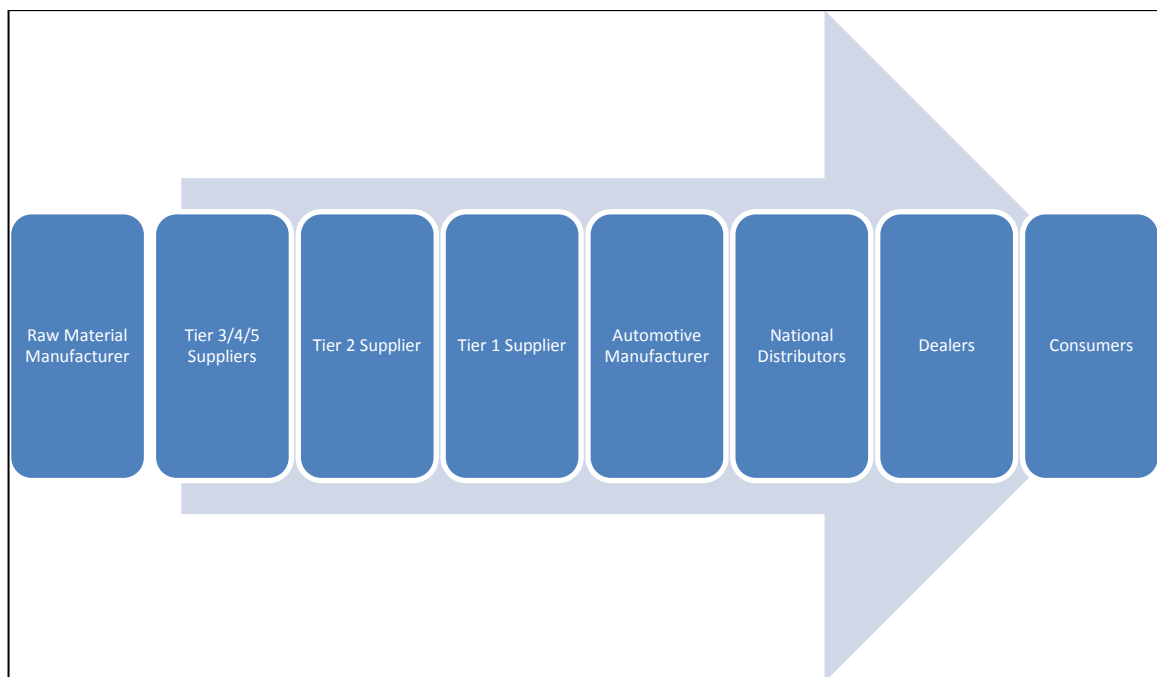 Raw Material
Manufacturer
Tier 3/4/5
Suppliers
Tier 2 Supplier
Tier 1 Supplier
Automotive
Manufacturer
National
Distributors
Dealers
Consumers